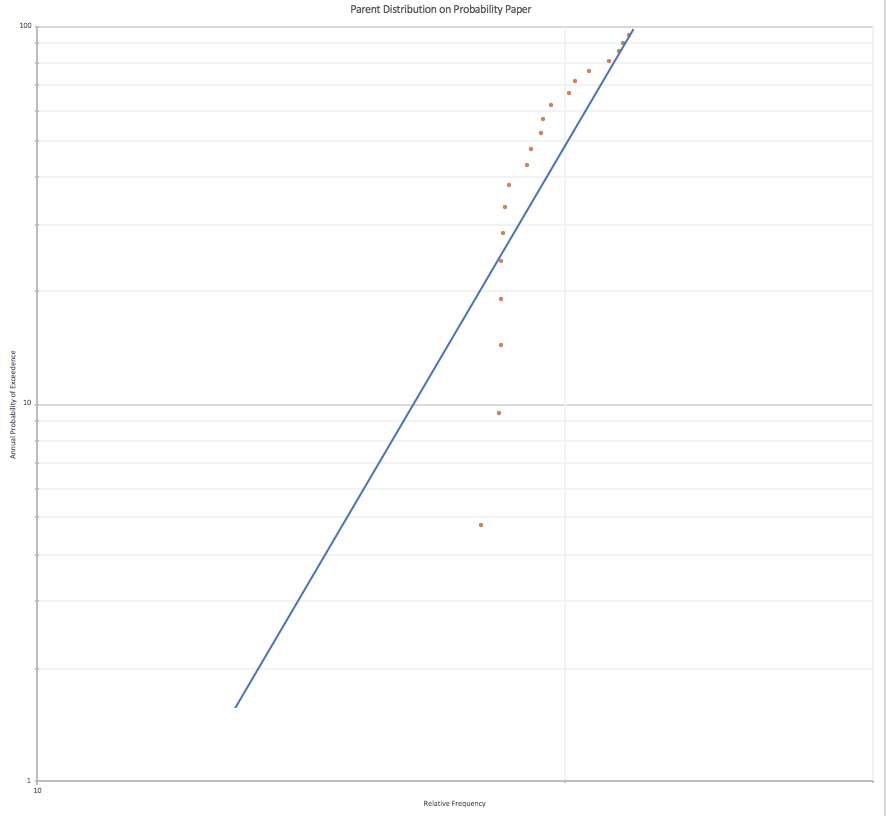 Parent Distribution on Probability Paper
100
10
1
10
Annual Probability of Exceedence
Relative Frequency